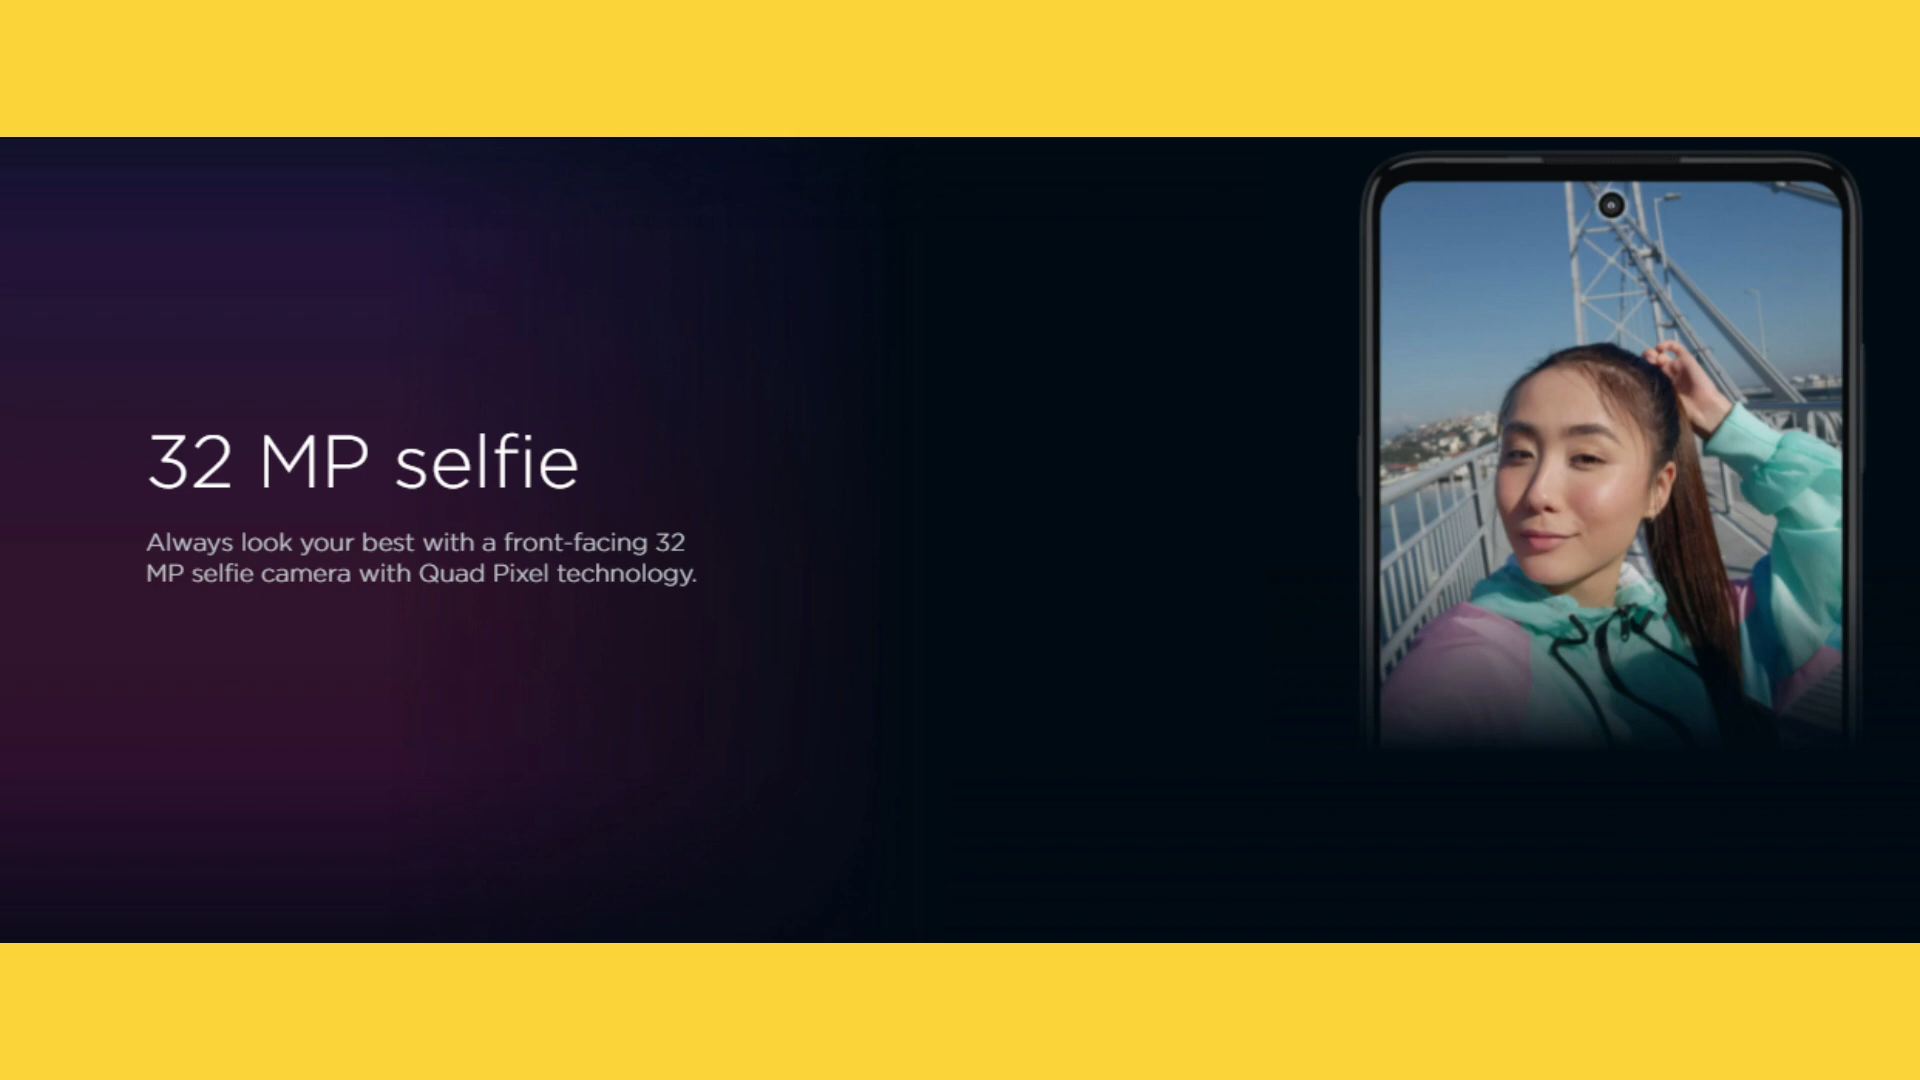 32 MP selfie
Always look your best with a front-facing 32
MP selfie camera with Quad Pixel technology.